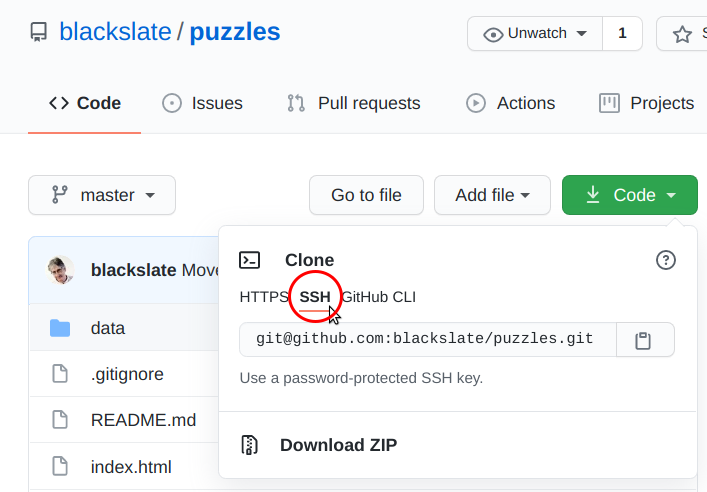 blackslate / puzzles
Unwatch 1
Code Issues Pull requests Actions Projects
master Go to file Add file Code
blackslate Move
Clone
HTTPS SSH GitHub CLI
data
git@github.com:blackslate/puzzles.git
.gitignore
Use a password-protected SSH key.
README.md
Download ZIP
index.html